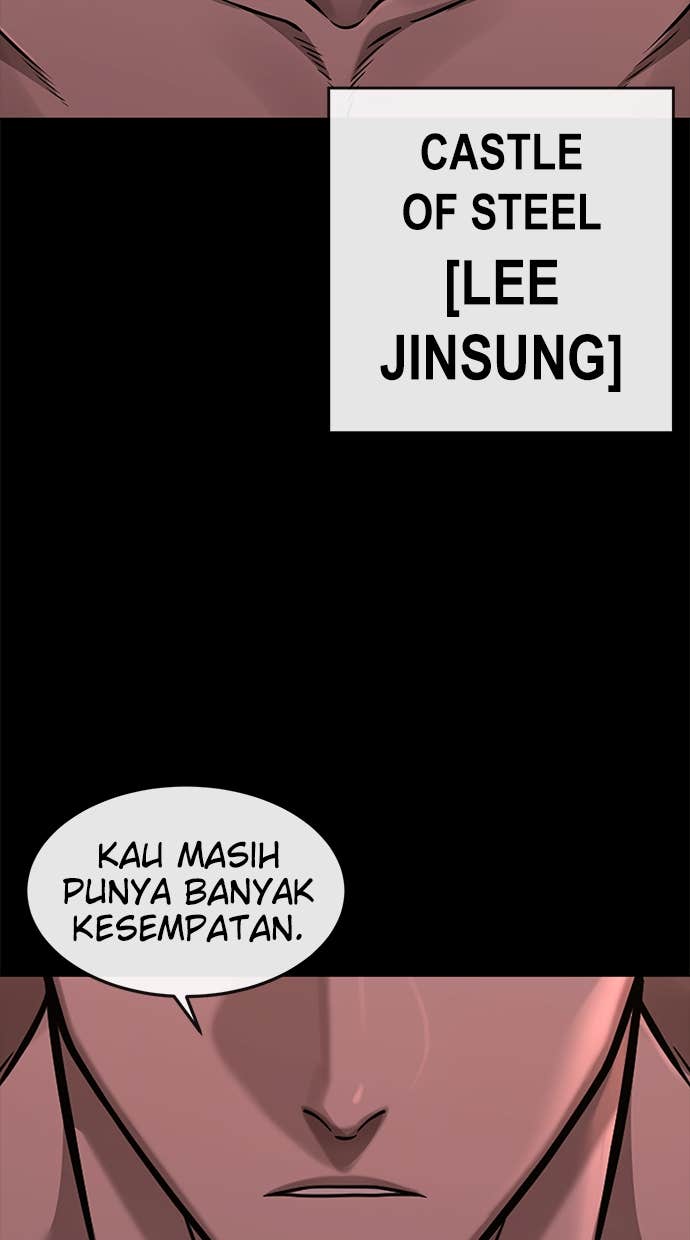 CASTLE
OF STEEL
[LEE
JINSUNG]
KAU MASIH
PUNYA BANYAK
KESEMPATAN.